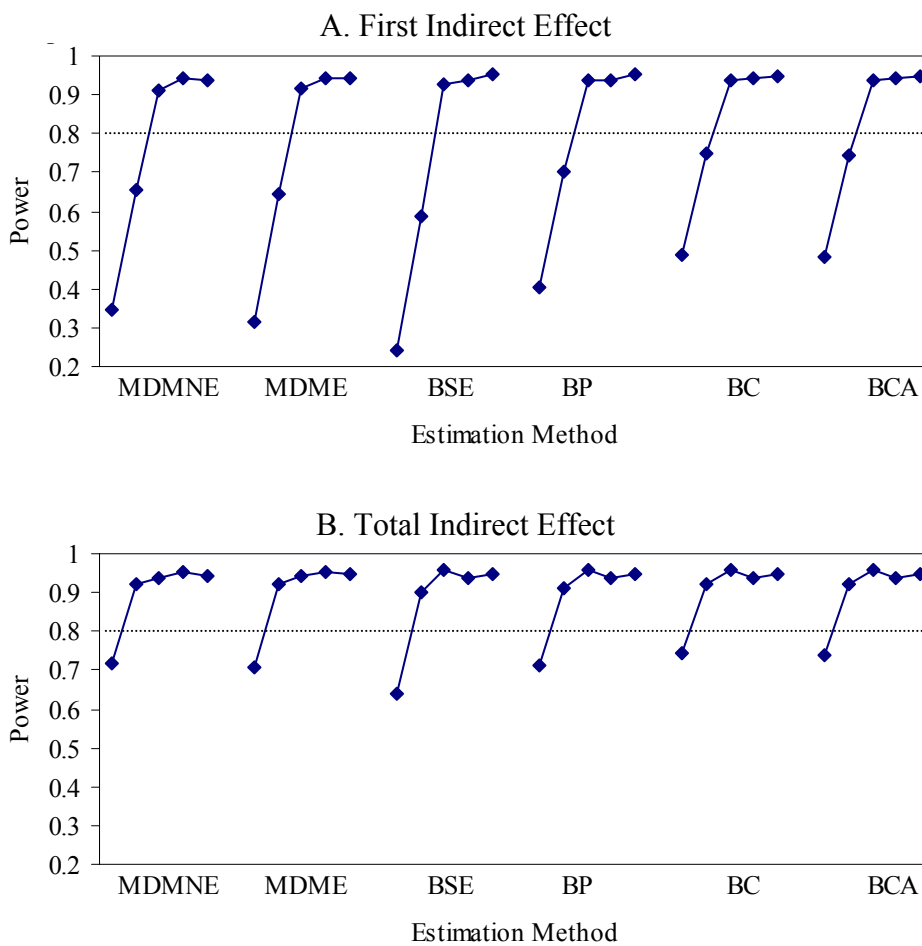 A. First Indirect Effect
1
0.9
0.8
0.7
0.6
0.5
0.4
0.3
0.2
Power
MDMNE MDME BSE BP BC BCA
Estimation Method
B. Total Indirect Effect
1
0.9
0.8
0.7
0.6
0.5
0.4
0.3
0.2
Power
MDMNE MDME BSE BP BC BCA
Estimation Method